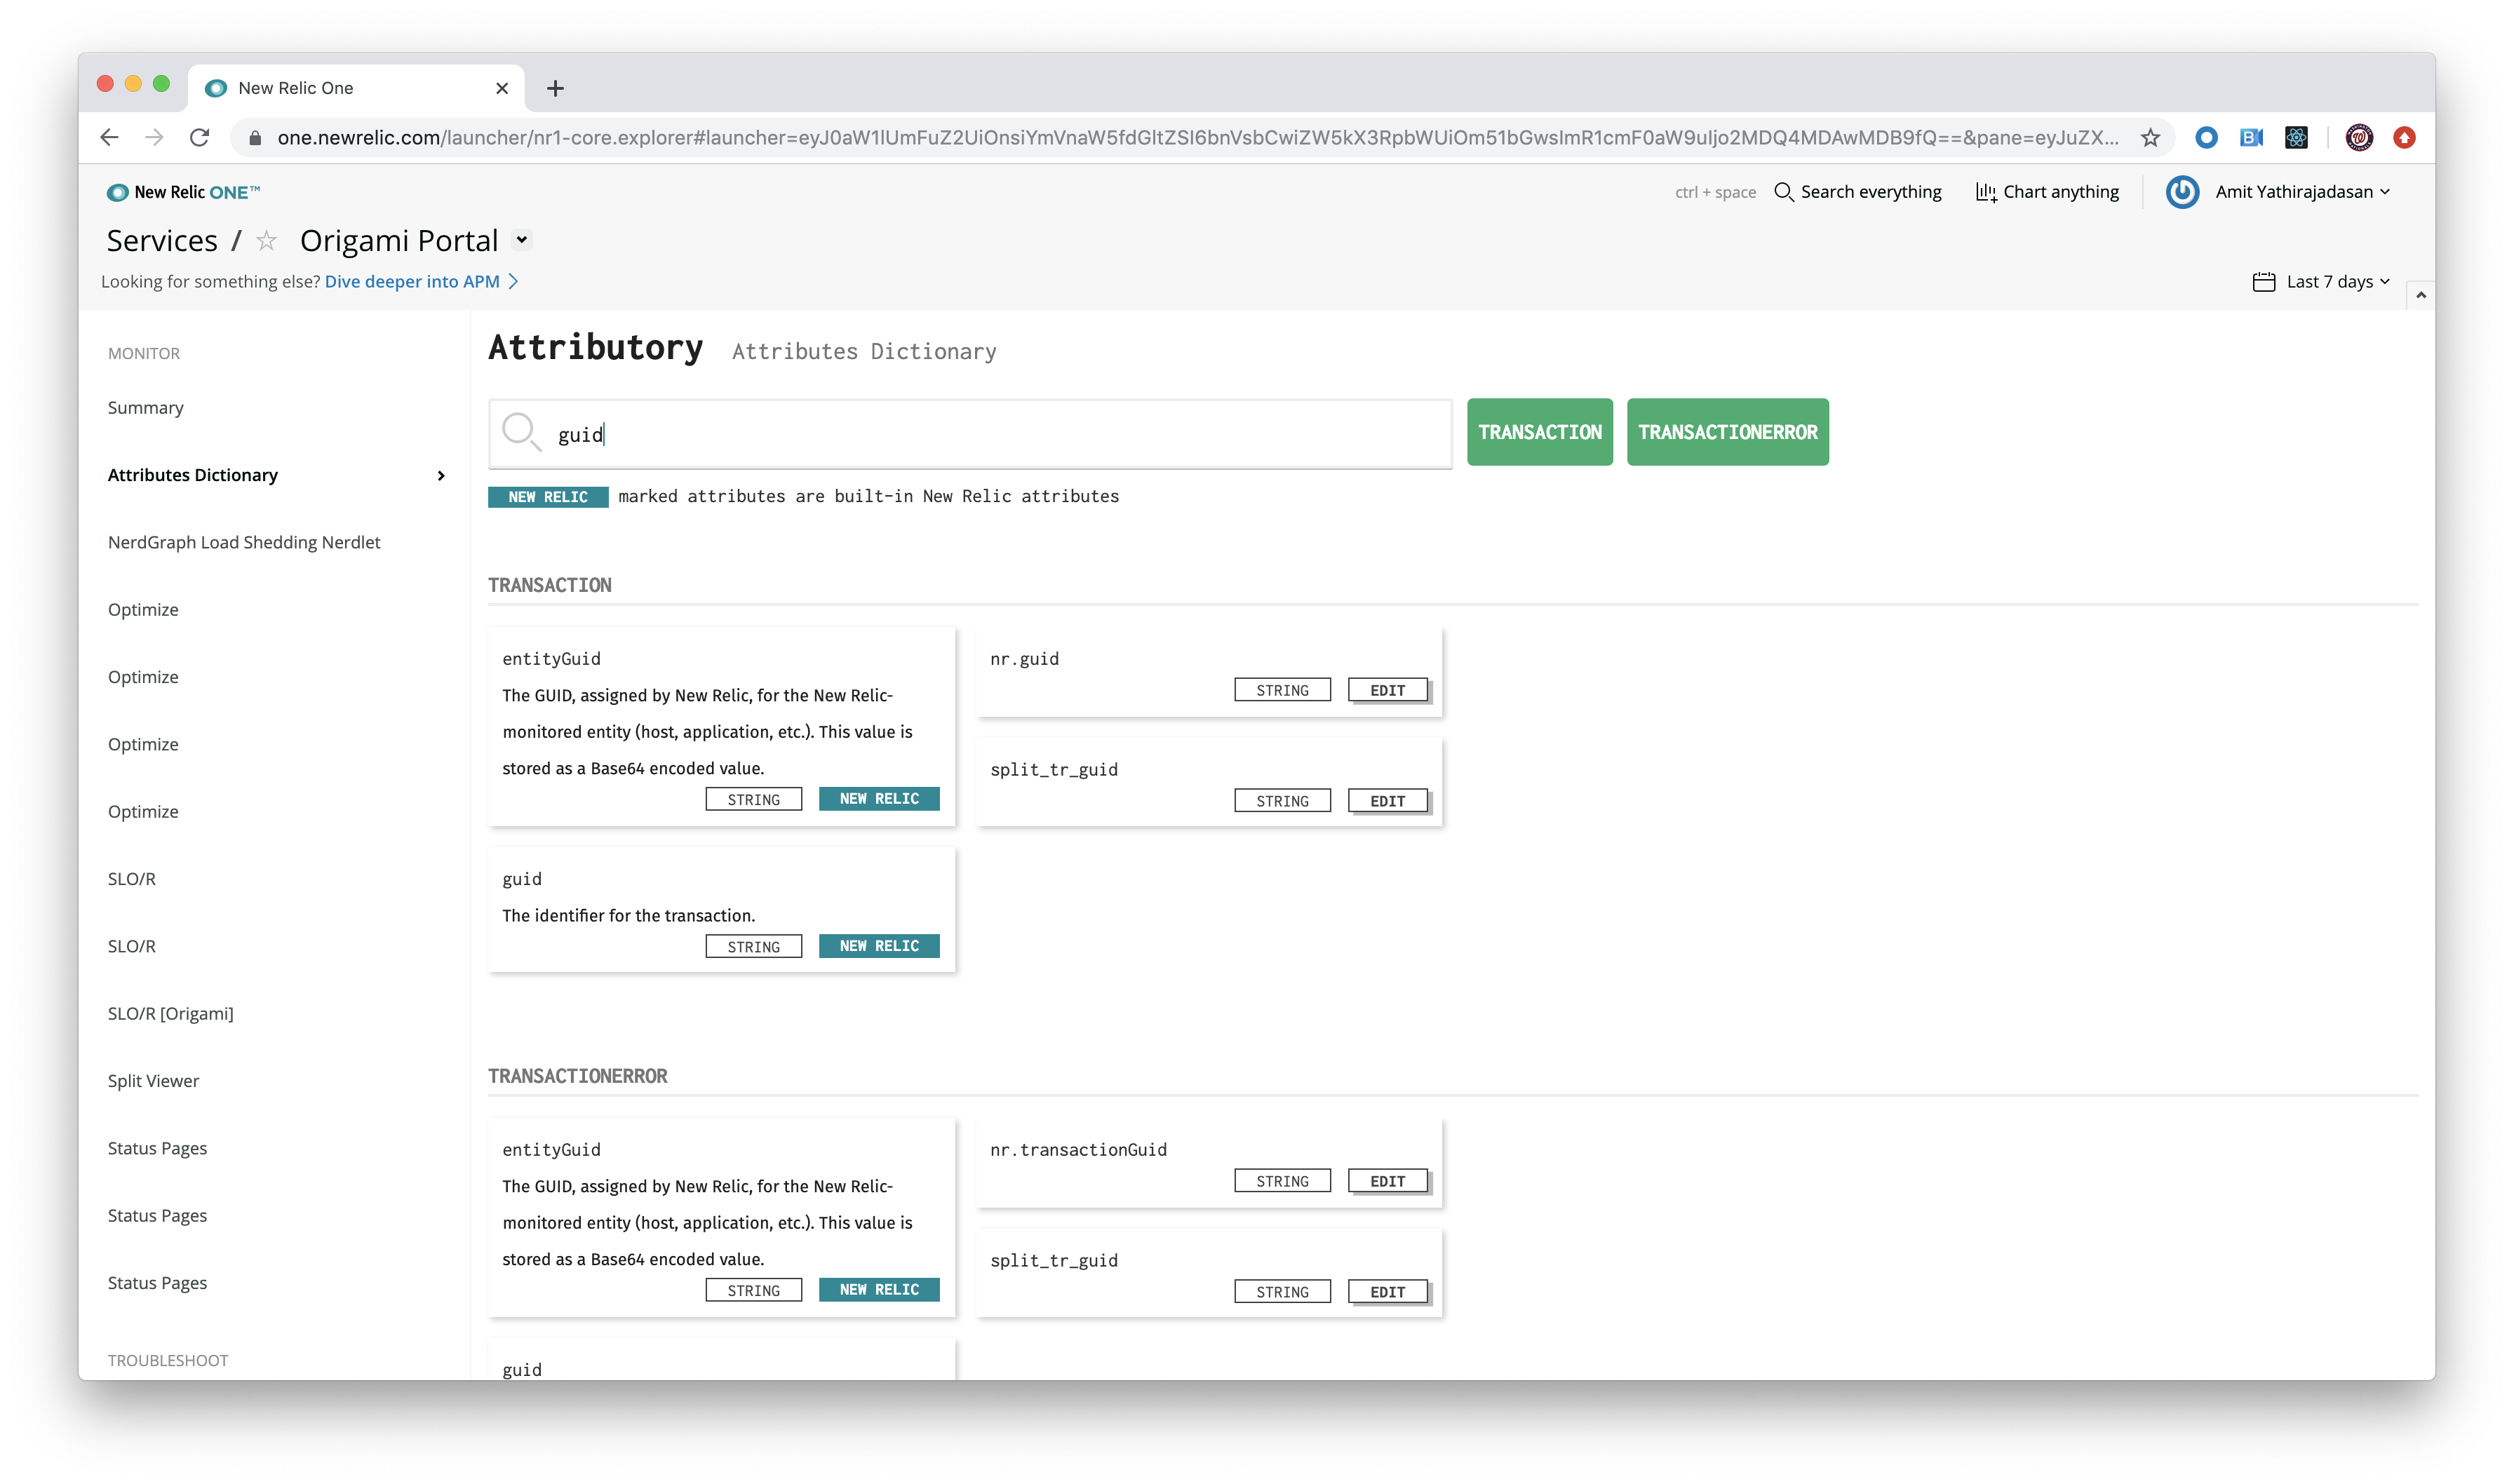 New Relic One
one.newrelic.com/launcher/nr1-core.explorer#launcher=eyJ0aW1lUmFuZ2UiOnsiYmVnaW5fdGltZSI6bnVsbCwiZW5kX3RpbWUiOm51bGwsImR1cmF0aW9uIjo2MDQ4MDAwMDB9fQ==&pane=eyJuZX...
New Relic ONE™
ctrl + space Search everything Chart anything Amit Yathirajadasan
Services / Origami Portal
Looking for something else? Dive deeper into APM
Last 7 days
MONITOR
Summary
Attributes Dictionary
NerdGraph Load Shedding Nerdlet
Optimize
Optimize
Optimize
Optimize
SLO/R
SLO/R
SLO/R [Origami]
Split Viewer
Status Pages
Status Pages
Status Pages
TROUBLESHOOT
Attributory Attributes Dictionary
guid
TRANSACTION TRANSACTIONERROR
NEW RELIC marked attributes are built-in New Relic attributes
TRANSACTION
entityGuid
The GUID, assigned by New Relic, for the New Relic-
monitored entity (host, application, etc.). This value is
stored as a Base64 encoded value.
STRING NEW RELIC
guid
The identifier for the transaction.
STRING NEW RELIC
nr.guid
STRING EDIT
split_tr_guid
STRING EDIT
TRANSACTIONERROR
entityGuid
The GUID, assigned by New Relic, for the New Relic-
monitored entity (host, application, etc.). This value is
stored as a Base64 encoded value.
STRING NEW RELIC
guid
nr.transactionGuid
STRING EDIT
split_tr_guid
STRING EDIT